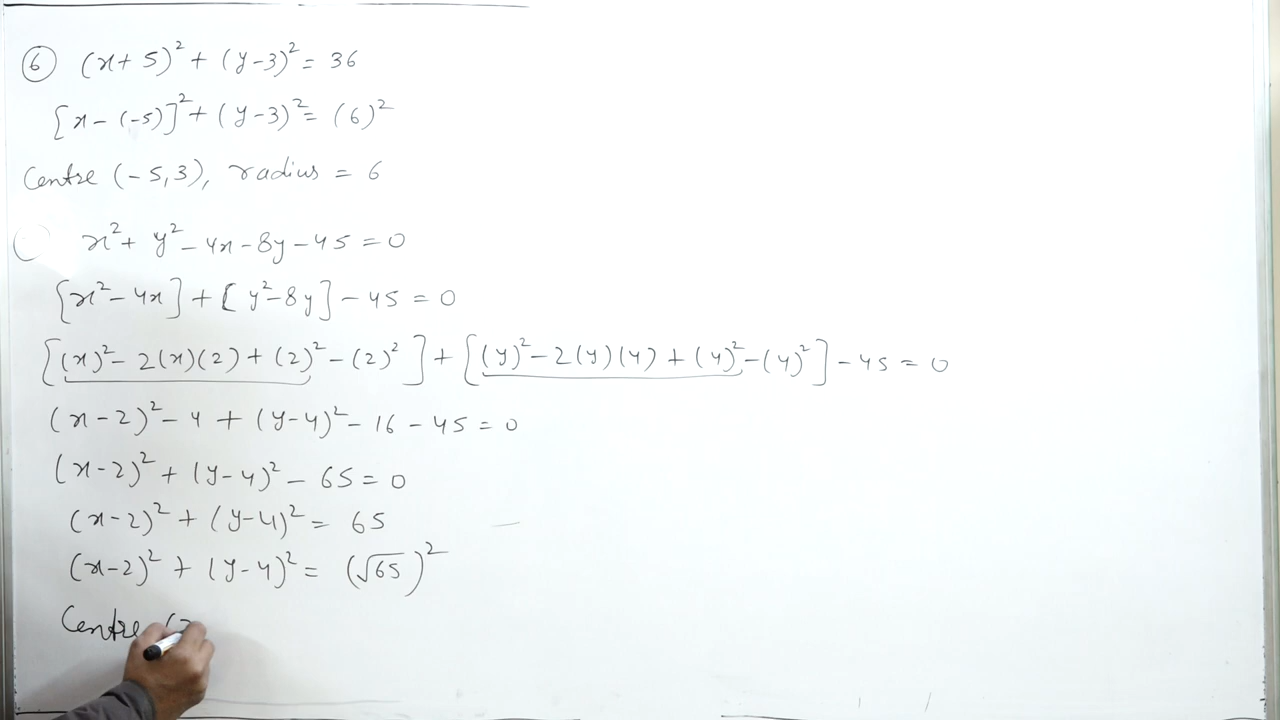 ⑥ (x+5)² + (y-3)² = 36
[x-(-5)]² + (y-3)² = (6)²
Centre (-5,3), radius = 6
x² + y² - 4x - 8y - 45 = 0
[x² - 4x] + [y² - 8y] - 45 = 0
[(x)² - 2(x)(2) + (2)² - (2)²] + [(y)² - 2(y)(4) + (4)² - (4)²] - 45 = 0
(x-2)² - 4 + (y-4)² - 16 - 45 = 0
(x-2)² + (y-4)² - 65 = 0
(x-2)² + (y-4)² = 65
(x-2)² + (y-4)² = (√65)²
Centre (2